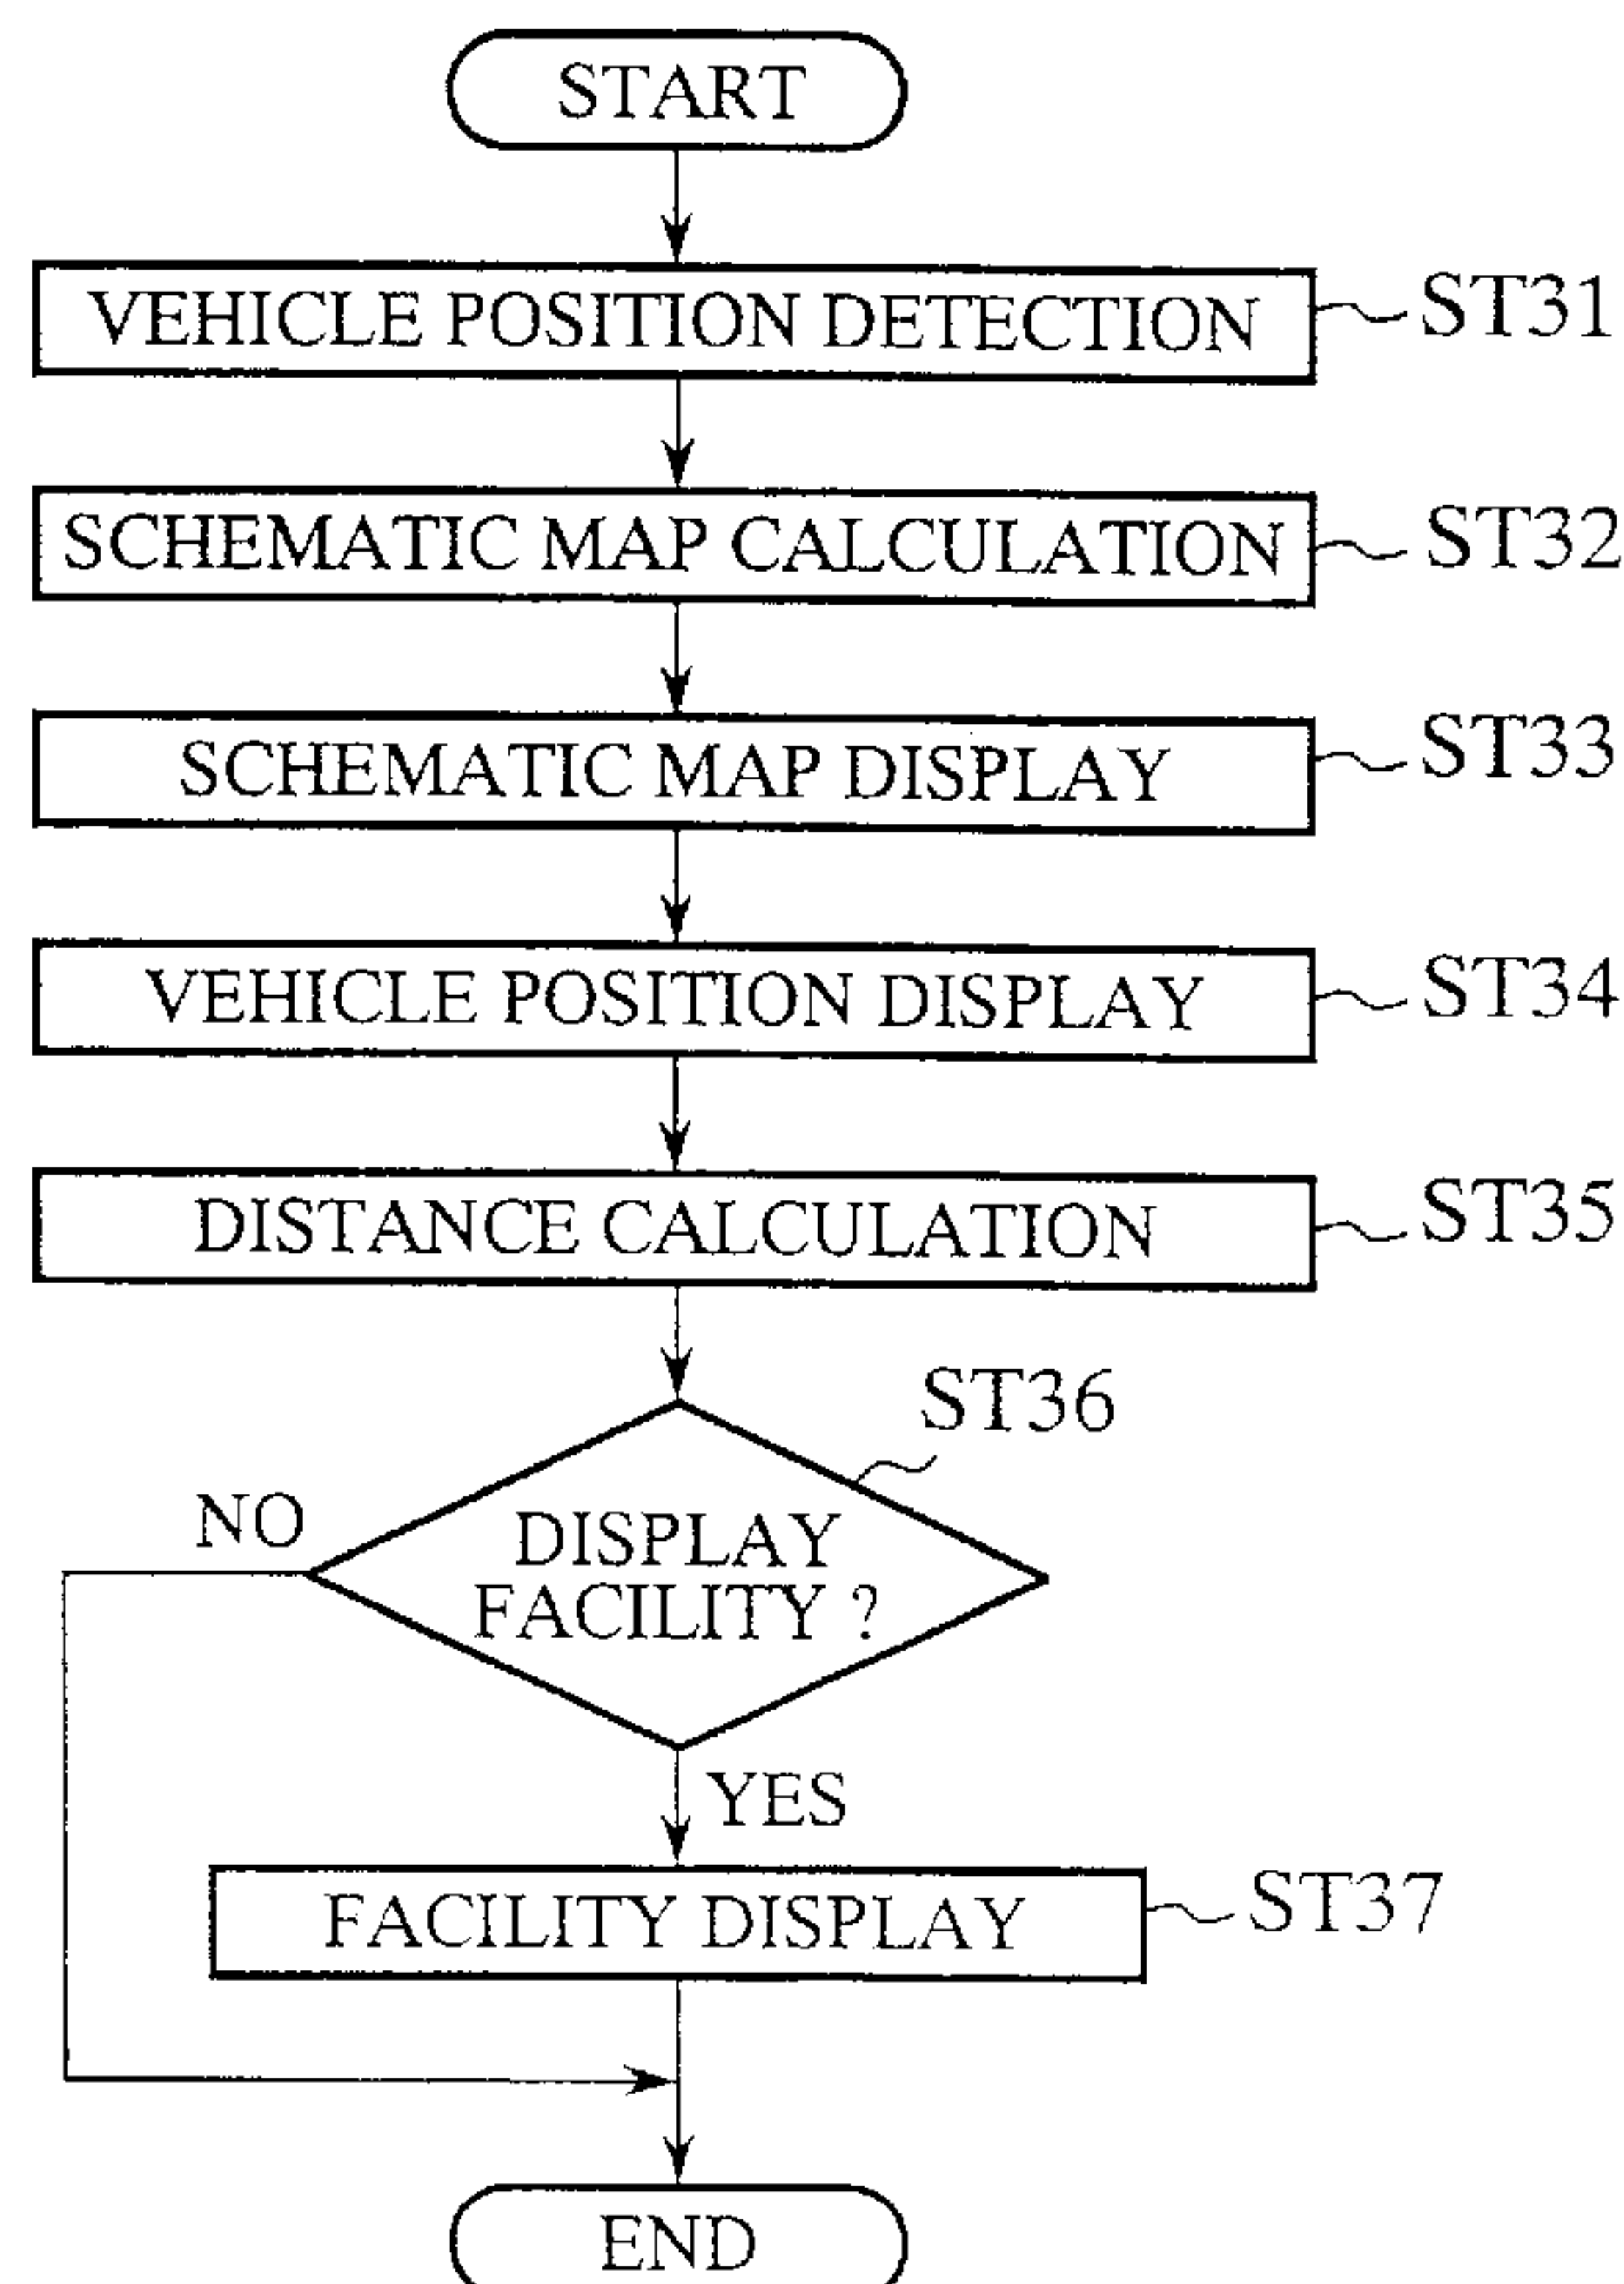 START
VEHICLE POSITION DETECTION ST31
SCHEMATIC MAP CALCULATION ST32
SCHEMATIC MAP DISPLAY ST33
VEHICLE POSITION DISPLAY ST34
DISTANCE CALCULATION ST35
ST36
NO
DISPLAY
FACILITY ?
YES
FACILITY DISPLAY ST37
END